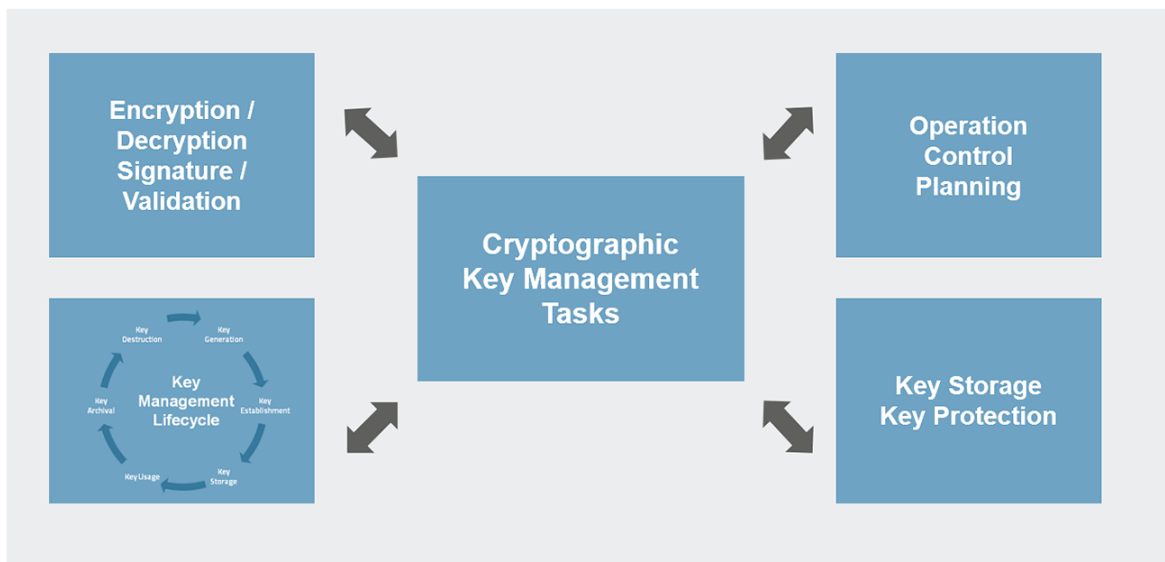 Encryption /
Decryption
Signature /
Validation
Operation
Control
Planning
Cryptographic
Key Management
Tasks
Key
Destruction
Key
Generation
Key
Management
Lifecycle
Key
Archival
Key
Establishment
Key Usage
Key
Storage
Key Storage
Key Protection